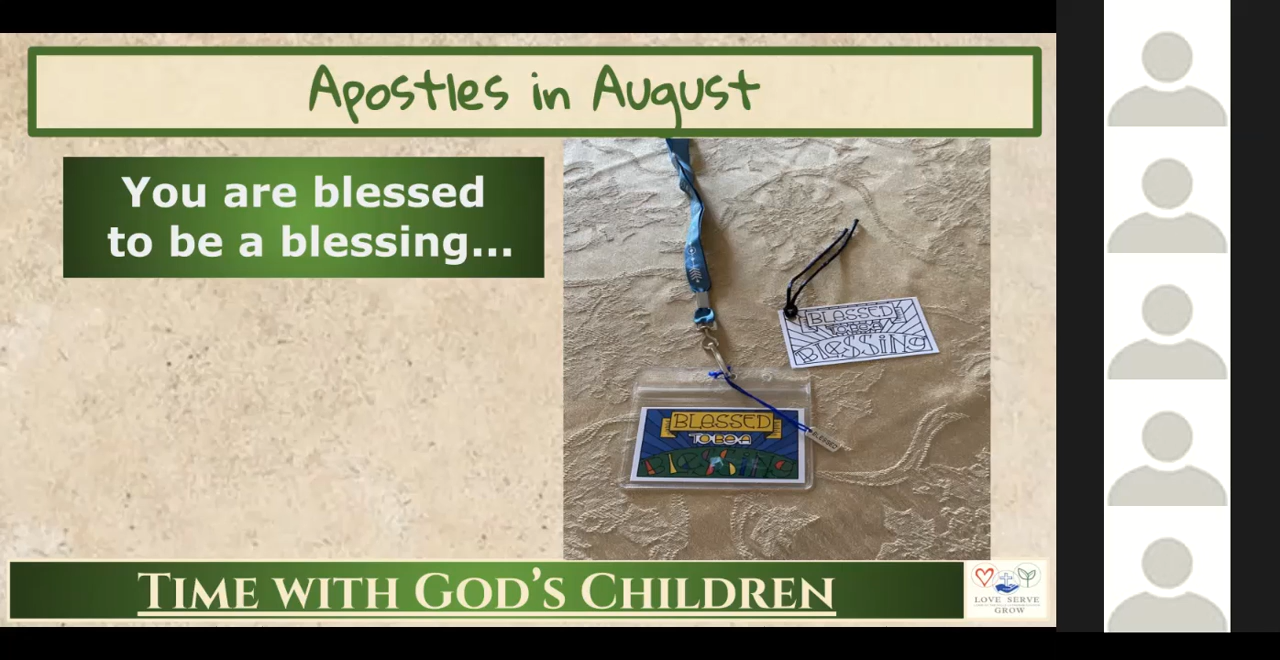 Apostles in August
You are blessed
to be a blessing...
BLESSED
TO BE A
BLESSING
BLESSED
TO BE A
BLESSING
TIME WITH GOD'S CHILDREN
LOVE SERVE
GROW